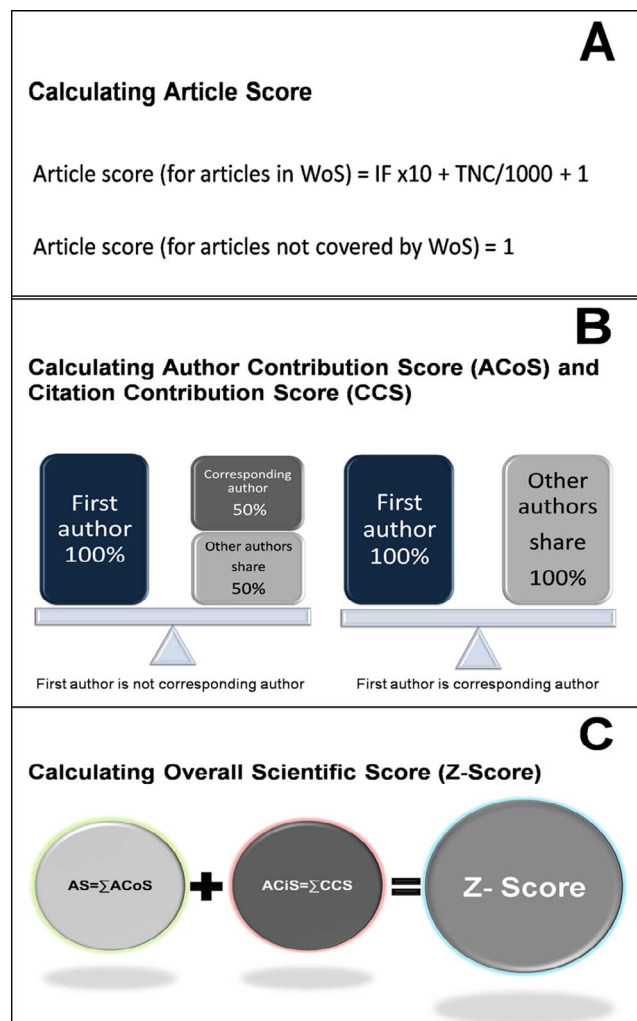 A
Calculating Article Score
Article score (for articles in WoS) = IF x10 + TNC/1000 + 1
Article score (for articles not covered by WoS) = 1
B
Calculating Author Contribution Score (ACoS) and
Citation Contribution Score (CCS)
First
author
100%
Corresponding
author
50%
Other authors
share
50%
First author is not corresponding author
First
author
100%
Other
authors
share
100%
First author is corresponding author
C
Calculating Overall Scientific Score (Z-Score)
AS=∑ACoS
+
ACiS=∑CCS
=
Z- Score